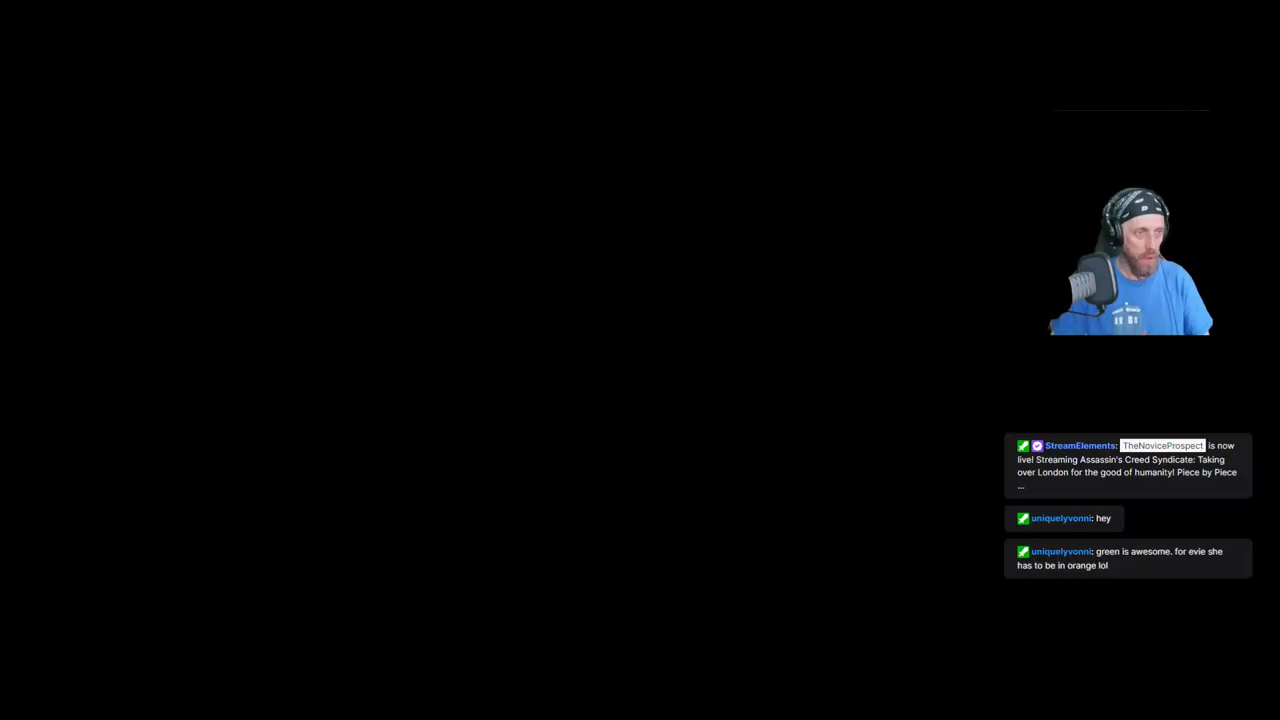 StreamElements: TheNoviceProspect is now
live! Streaming Assassin's Creed Syndicate: Taking
over London for the good of humanity! Piece by Piece
...
uniquelyvonni: hey
uniquelyvonni: green is awesome. for evie she
has to be in orange lol